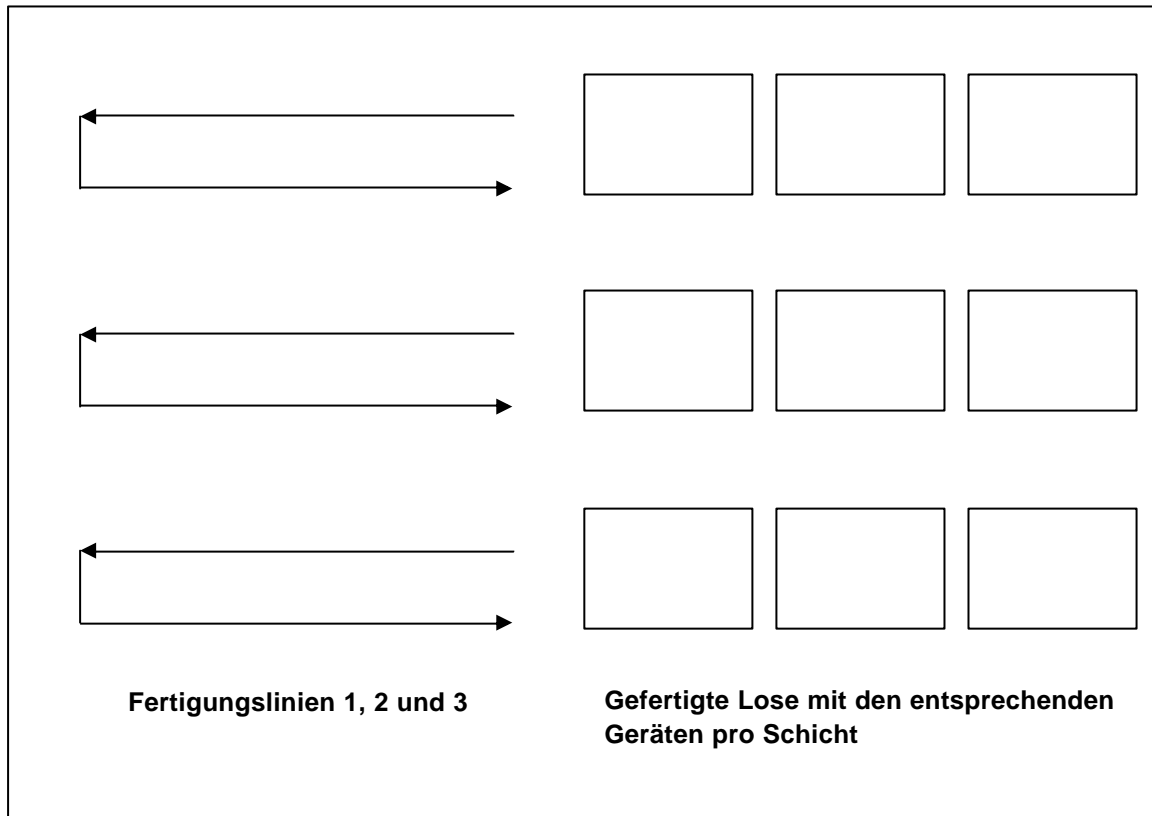 Fertigungslinien 1, 2 und 3
Gefertigte Lose mit den entsprechenden
Geräten pro Schicht